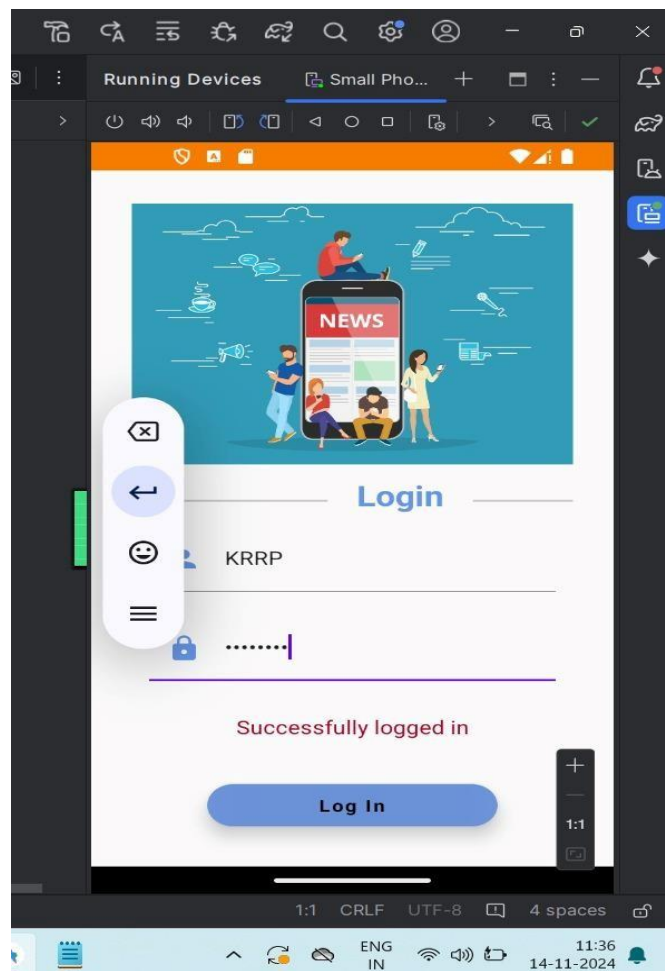 Running Devices Small Pho...
NEWS
Login
KRRP
Successfully logged in
Log In
1:1
1:1 CRLF UTF-8 4 spaces
ENG 11:36
IN 14-11-2024